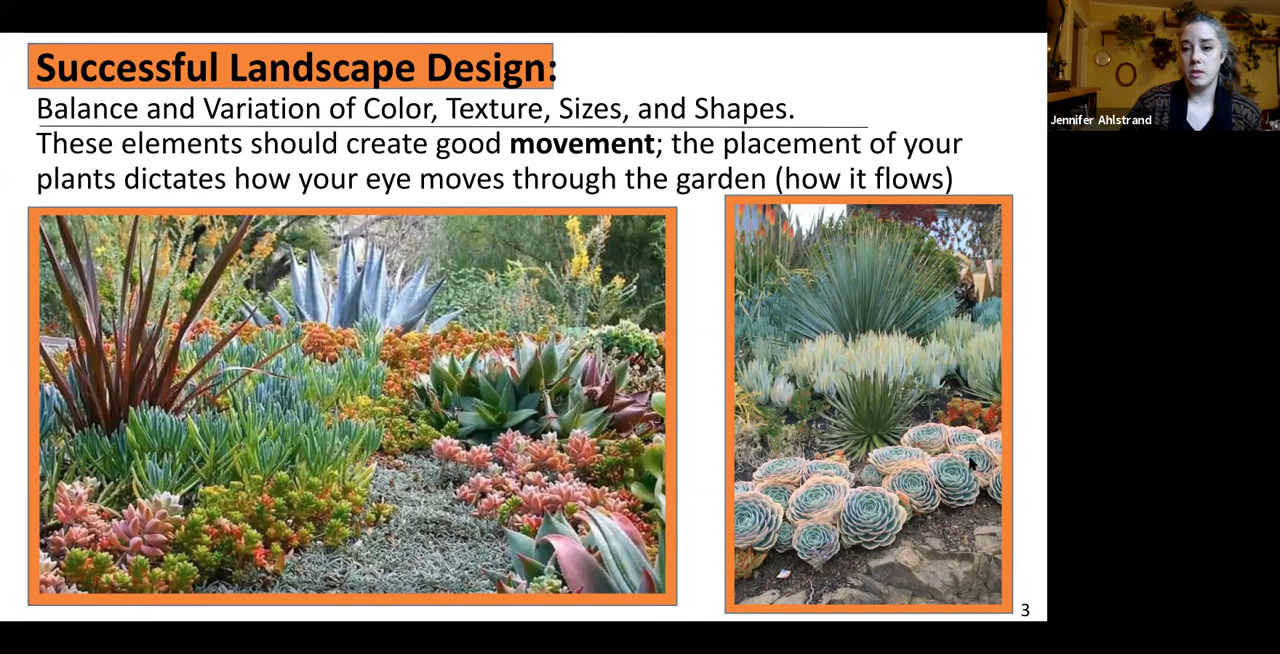 Successful Landscape Design:
Balance and Variation of Color, Texture, Sizes, and Shapes.
These elements should create good movement; the placement of your
plants dictates how your eye moves through the garden (how it flows)
Jennifer Ahlstrand
3